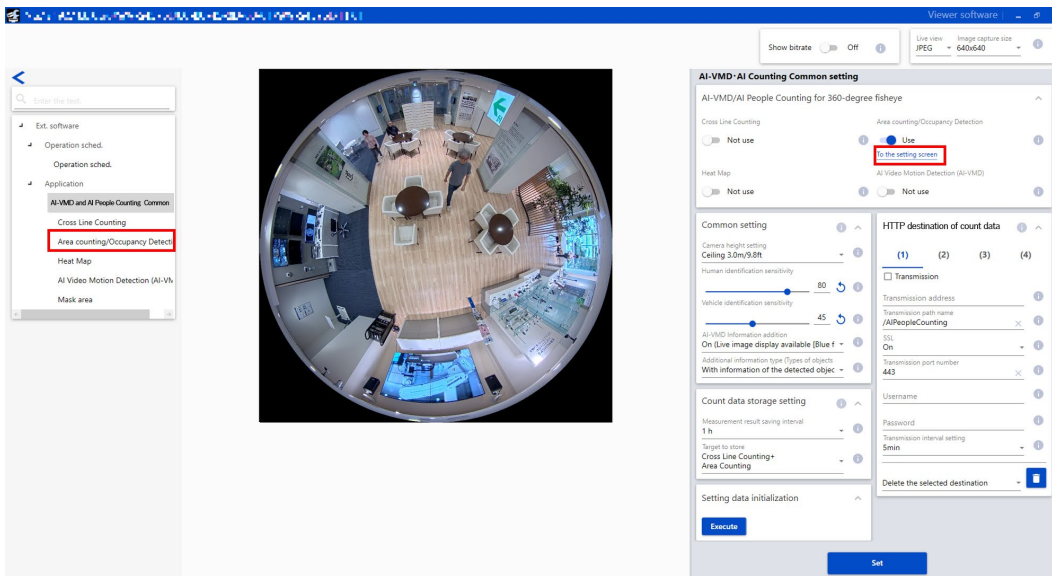 Viewer software
Show bitrate
Off
Live view
JPEG
Image capture size
640x640
Enter the text.
Ext. software
Operation sched.
Operation sched.
Application
AI-VMD and AI People Counting Common
Cross Line Counting
Area counting/Occupancy Detecti
Heat Map
AI Video Motion Detection (AI-VM
Mask area
AI-VMD·AI Counting Common setting
AI-VMD/AI People Counting for 360-degree fisheye
Cross Line Counting
Not use
Area counting/Occupancy Detection
Use
To the setting screen
Heat Map
Not use
AI Video Motion Detection (AI-VMD)
Not use
Common setting
Camera height setting
Ceiling 3.0m/9.8ft
Human identification sensitivity
80
Vehicle identification sensitivity
45
AI-VMD Information addition
On (Live image display available [Blue f
Additional information type (Types of objects
With information of the detected objec
Count data storage setting
Measurement result saving interval
1 h
Target to store
Cross Line Counting+
Area Counting
Setting data initialization
Execute
HTTP destination of count data
(1) (2) (3) (4)
Transmission
Transmission address
Transmission path name
/AIPeopleCounting
SSL
On
Transmission port number
443
Username
Password
Transmission interval setting
5min
Delete the selected destination
Set